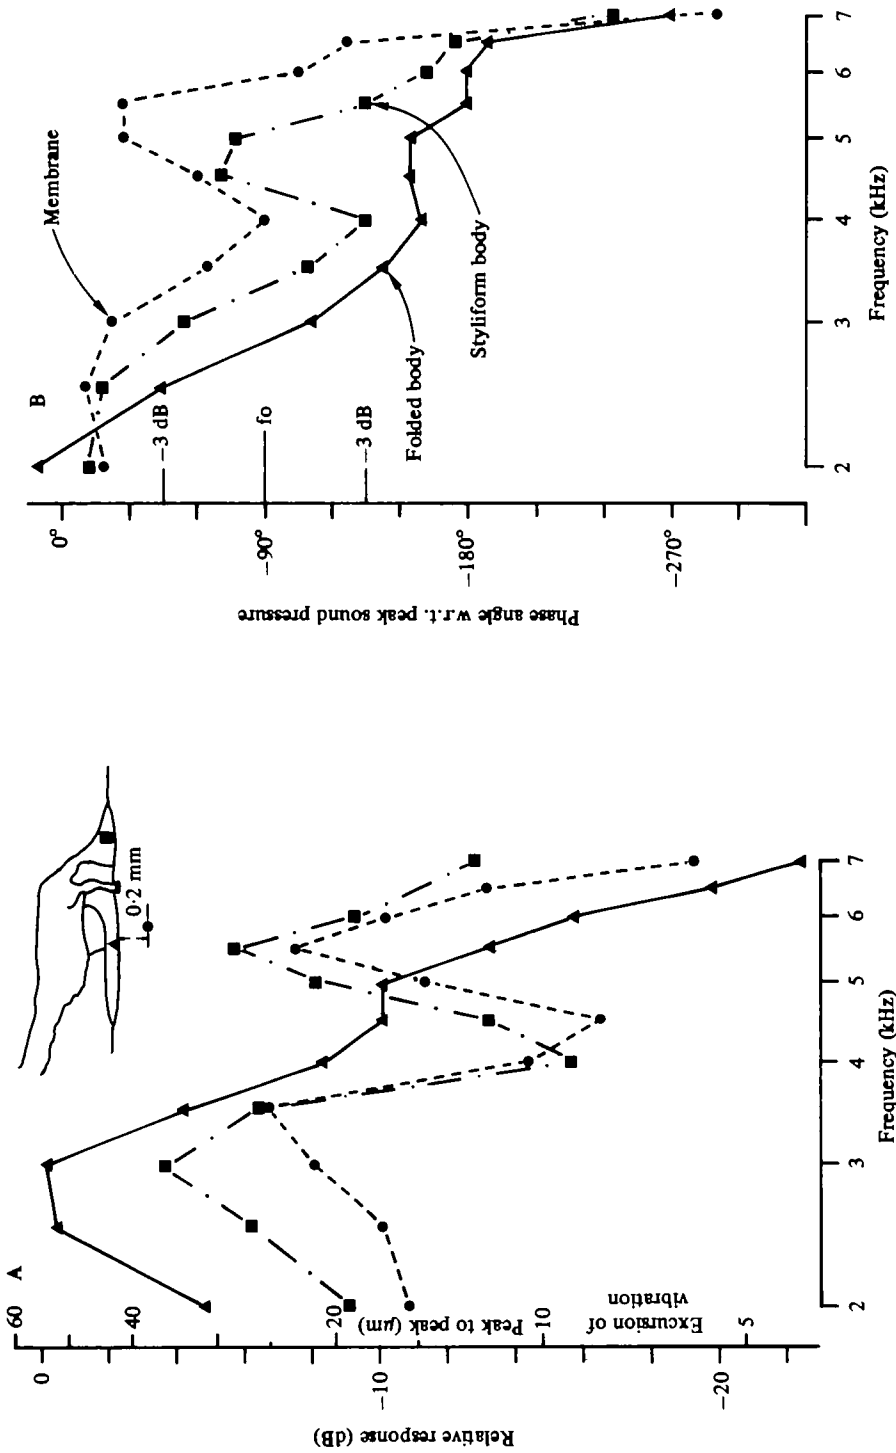 A
0·2 mm
60
40
20
10
5
Peak to peak (μm)
Excursion of
vibration
0
−10
−20
Relative response (dB)
2
3
4
5
6
7
Frequency (kHz)
B
Membrane
Styliform body
Folded body
−3 dB
fo
−3 dB
0°
−90°
−180°
−270°
Phase angle w.r.t. peak sound pressure
2
3
4
5
6
7
Frequency (kHz)